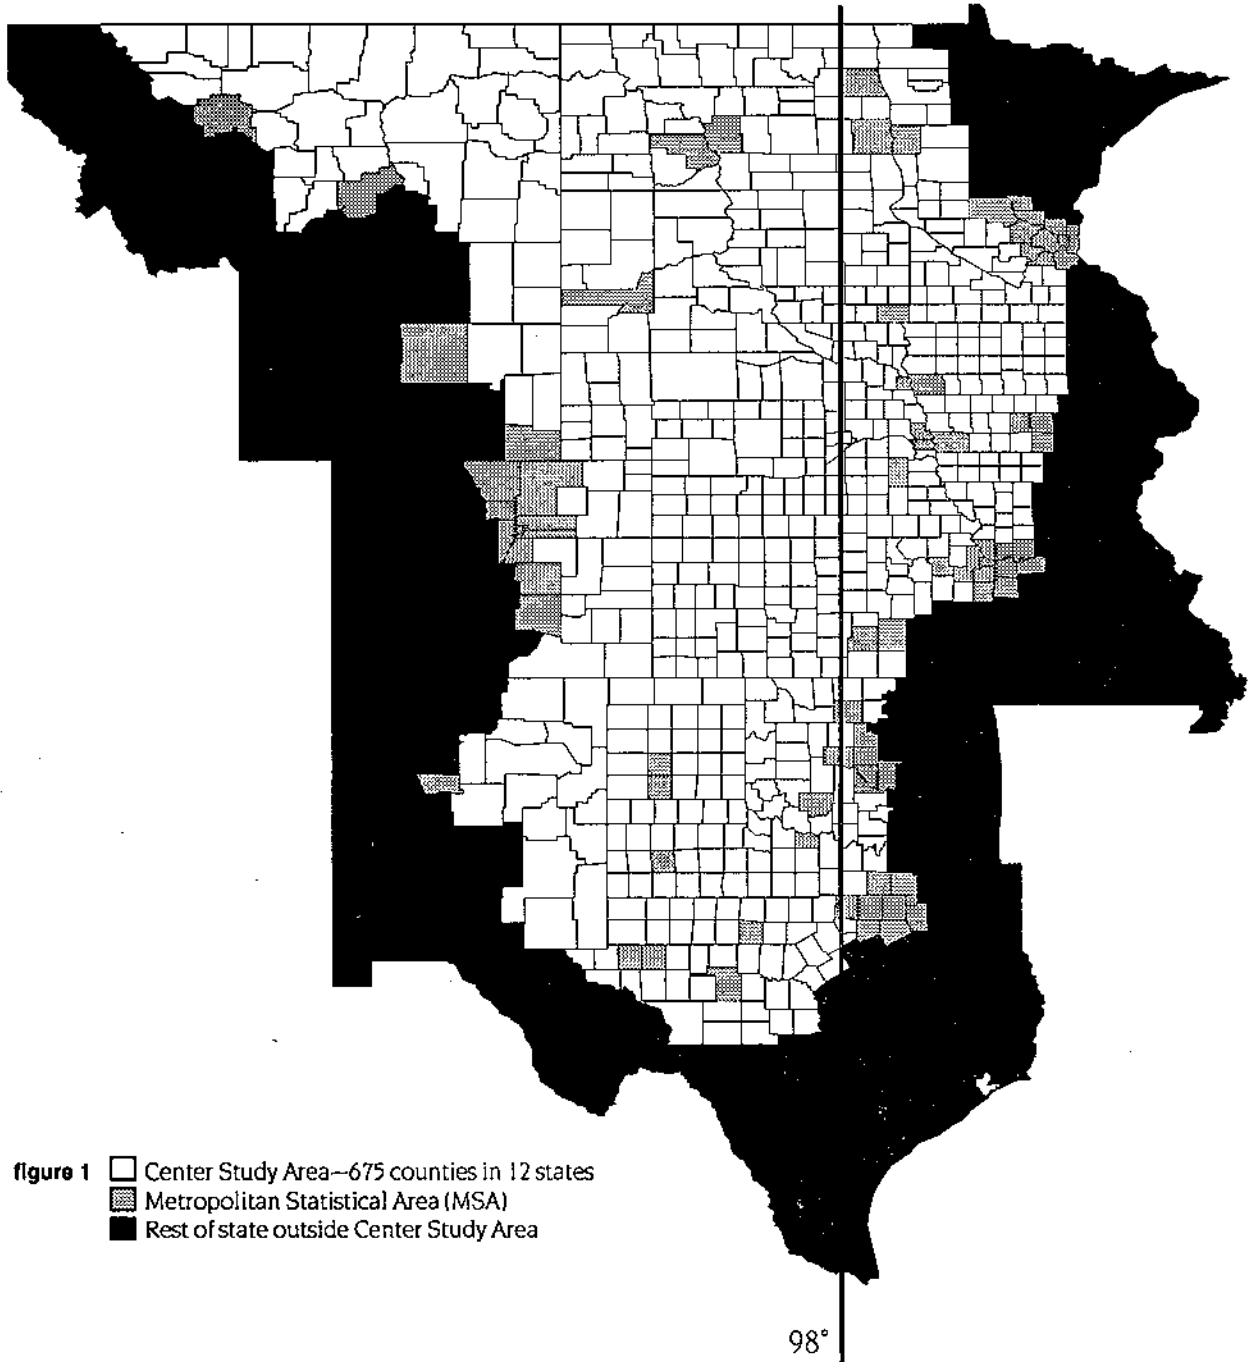 figure 1 Center Study Area—675 counties in 12 states
Metropolitan Statistical Area (MSA)
Rest of state outside Center Study Area
98°